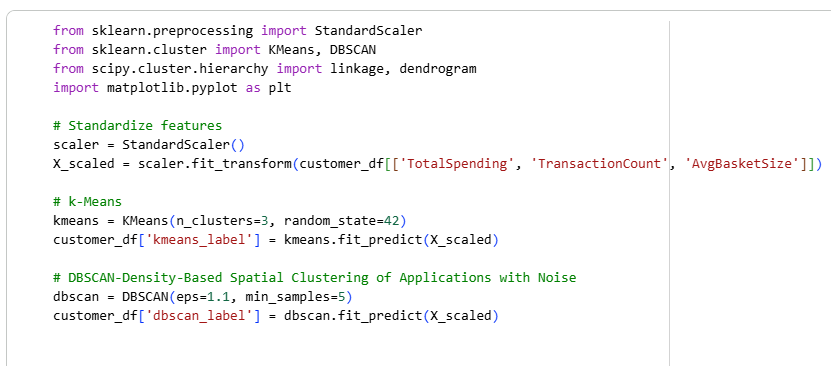 from sklearn.preprocessing import StandardScaler
from sklearn.cluster import KMeans, DBSCAN
from scipy.cluster.hierarchy import linkage, dendrogram
import matplotlib.pyplot as plt
# Standardize features
scaler = StandardScaler()
X_scaled = scaler.fit_transform(customer_df[['TotalSpending', 'TransactionCount', 'AvgBasketSize']])
# k-Means
kmeans = KMeans(n_clusters=3, random_state=42)
customer_df['kmeans_label'] = kmeans.fit_predict(X_scaled)
# DBSCAN-Density-Based Spatial Clustering of Applications with Noise
dbscan = DBSCAN(eps=1.1, min_samples=5)
customer_df['dbscan_label'] = dbscan.fit_predict(X_scaled)